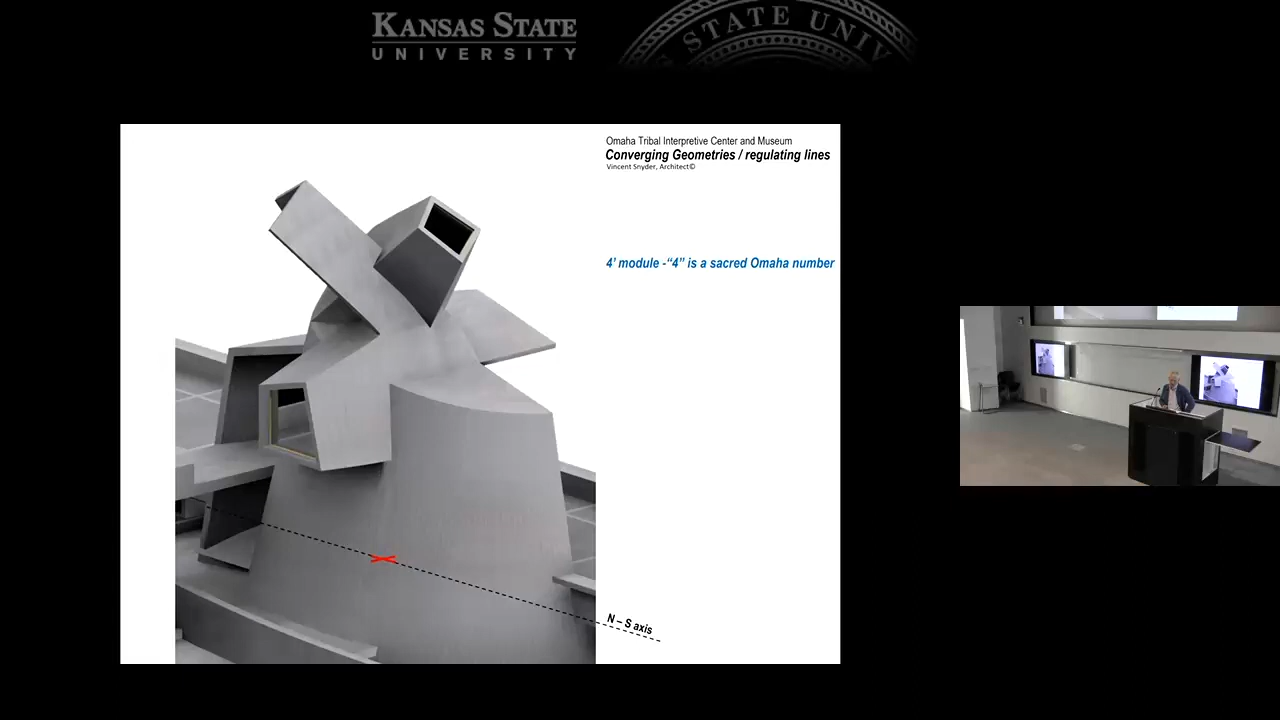 KANSAS STATE
UNIVERSITY
STATE UNIV
Omaha Tribal Interpretive Center and Museum
Converging Geometries / regulating lines
Vincent Snyder, Architect©
4’ module -“4” is a sacred Omaha number
N – S axis